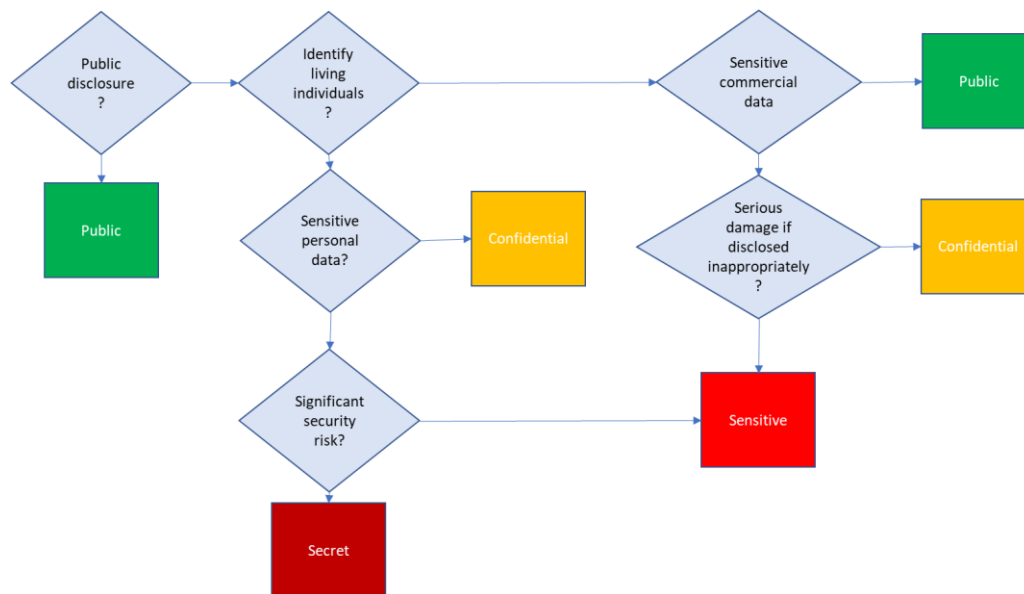 Public
disclosure
?
Identify
living
individuals
?
Sensitive
commercial
data
Public
Public
Sensitive
personal
data?
Confidential
Serious
damage if
disclosed
inappropriately
?
Confidential
Significant
security
risk?
Sensitive
Secret